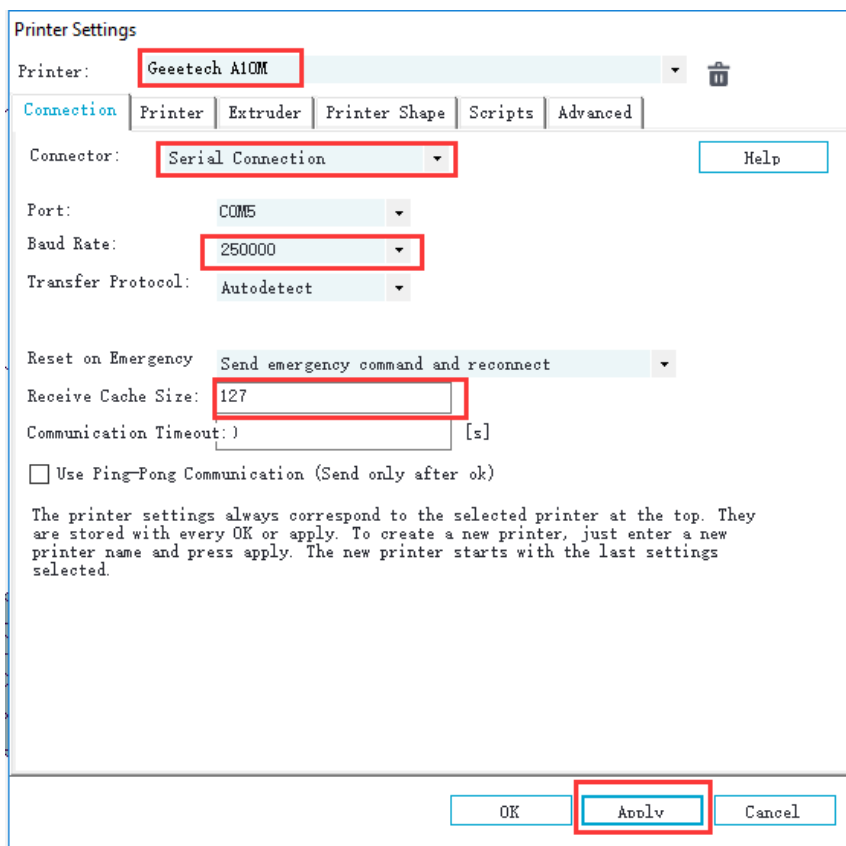 Printer Settings
Printer: Geeetech A10M
Connection Printer Extruder Printer Shape Scripts Advanced
Connector: Serial Connection Help
Port: COM5
Baud Rate: 250000
Transfer Protocol: Autodetect
Reset on Emergency Send emergency command and reconnect
Receive Cache Size: 127
Communication Timeout: ) [s]
Use Ping-Pong Communication (Send only after ok)
The printer settings always correspond to the selected printer at the top. They
are stored with every OK or apply. To create a new printer, just enter a new
printer name and press apply. The new printer starts with the last settings
selected.
OK Apply Cancel